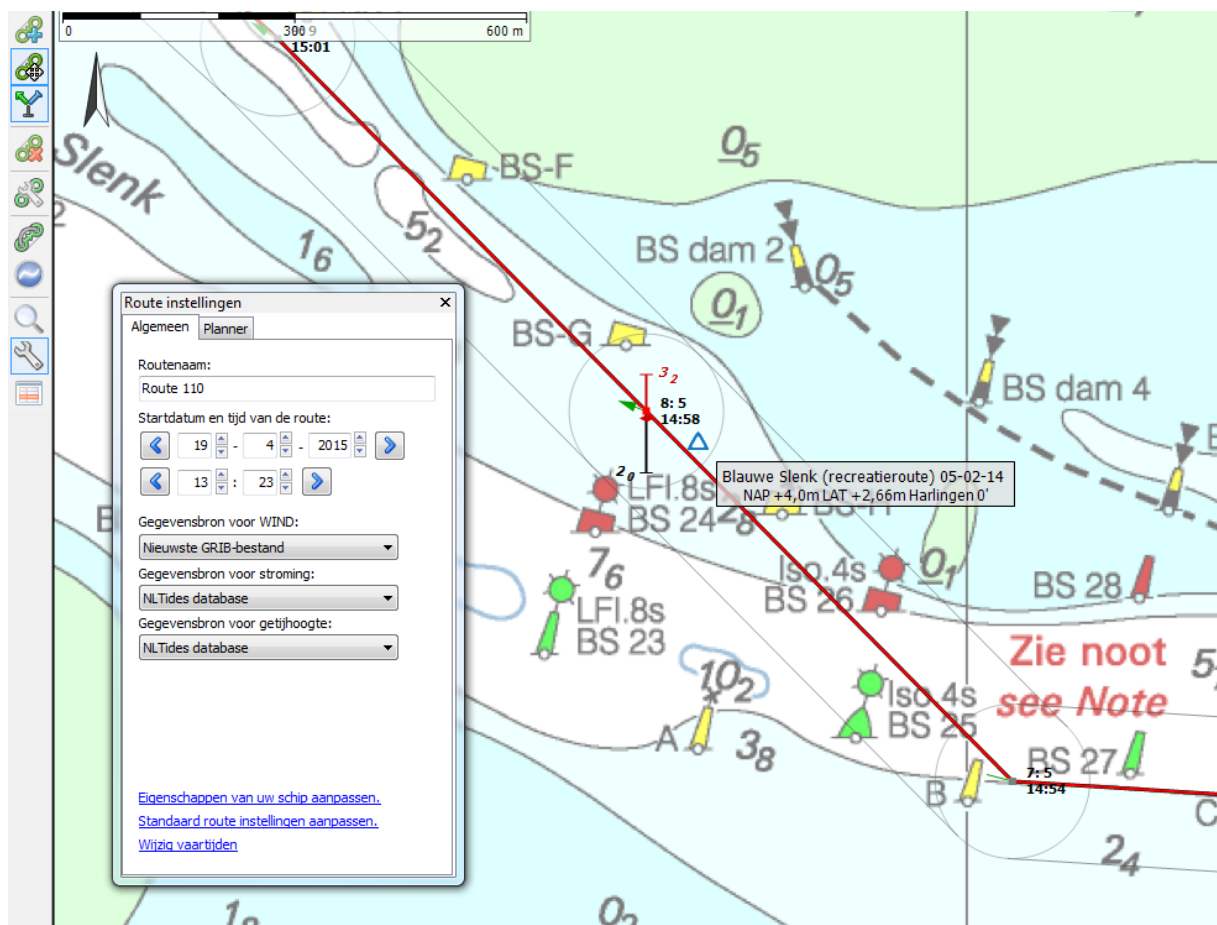 0 300 600 m
15:01
Slenk
BS-F
0₅
5₂
1₆
BS dam 2
0₅
0₁
BS-G
BS dam 4
3₂
8: 5
14:58
2₀
Blauwe Slenk (recreatieroute) 05-02-14
NAP +4,0m LAT +2,66m Harlingen 0'
LFl.8s
BS 24
2₈
BS-H
7₆
LFl.8s
BS 23
Iso.4s
BS 26
0₁
BS 28
Zie noot
see Note
10₂
A
3₈
Iso.4s
BS 25
BS 27
B
7: 5
14:54
C
2₄
0₂
Route instellingen
Algemeen Planner
Routenaam:
Route 110
Startdatum en tijd van de route:
19 - 4 - 2015
13 : 23
Gegevensbron voor WIND:
Nieuwste GRIB-bestand
Gegevensbron voor stroming:
NLTides database
Gegevensbron voor getijhoogte:
NLTides database
Eigenschappen van uw schip aanpassen.
Standaard route instellingen aanpassen.
Wijzig vaartijden